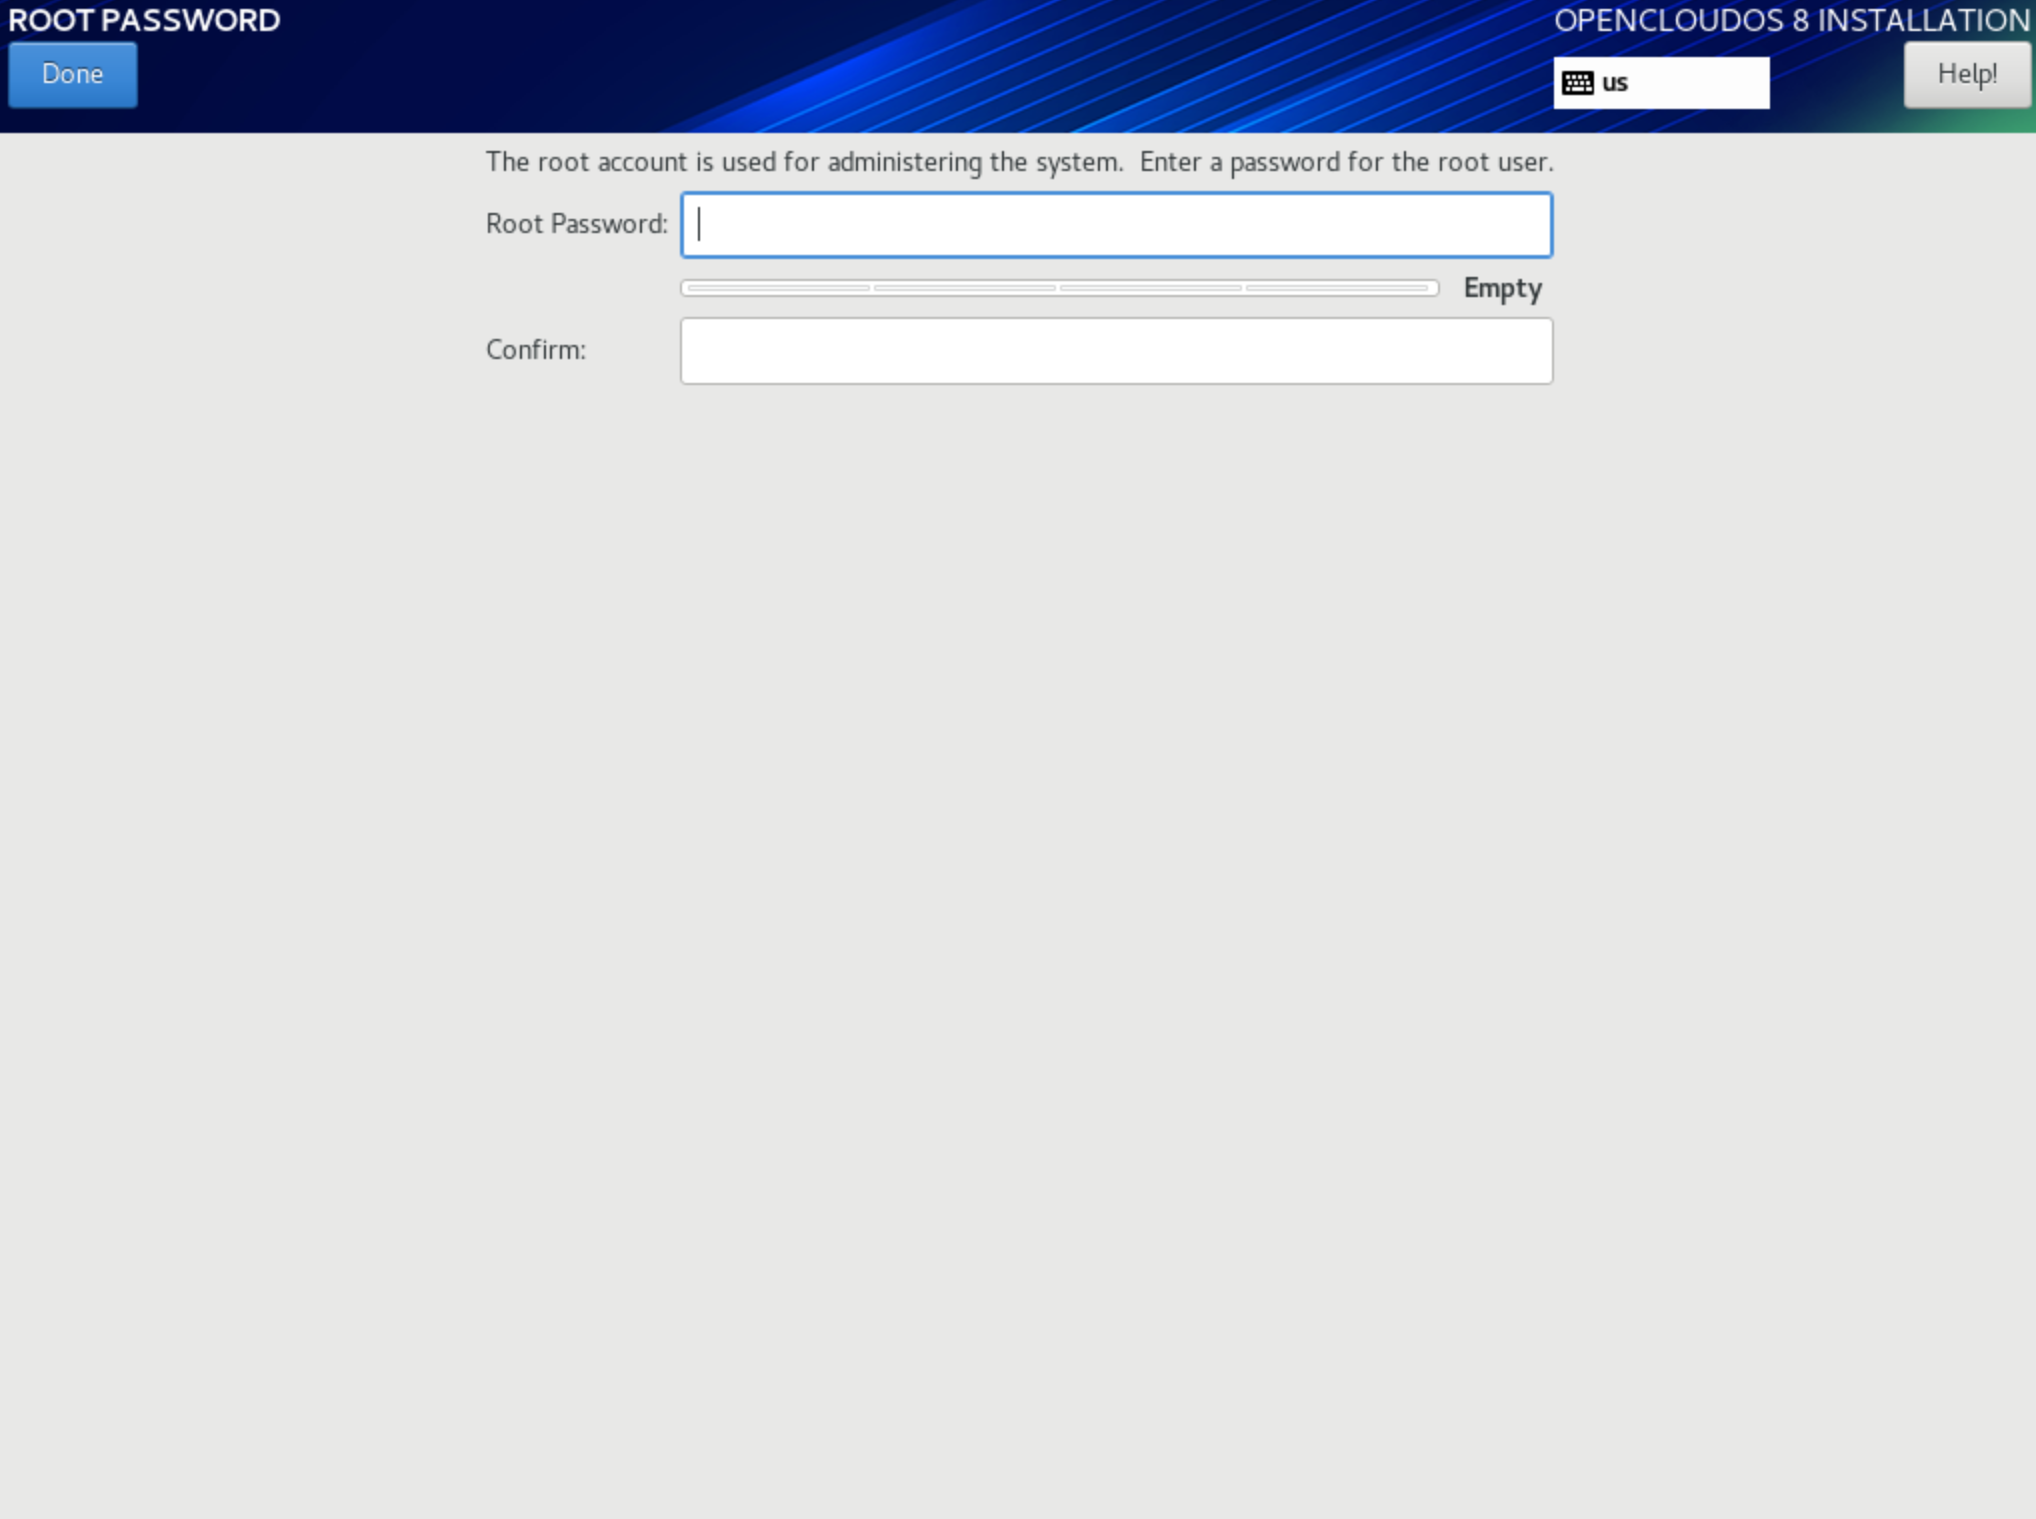 ROOT PASSWORD
OPENCLOUDOS 8 INSTALLATION
Done
us
Help!
The root account is used for administering the system.  Enter a password for the root user.
Root Password:
Empty
Confirm: